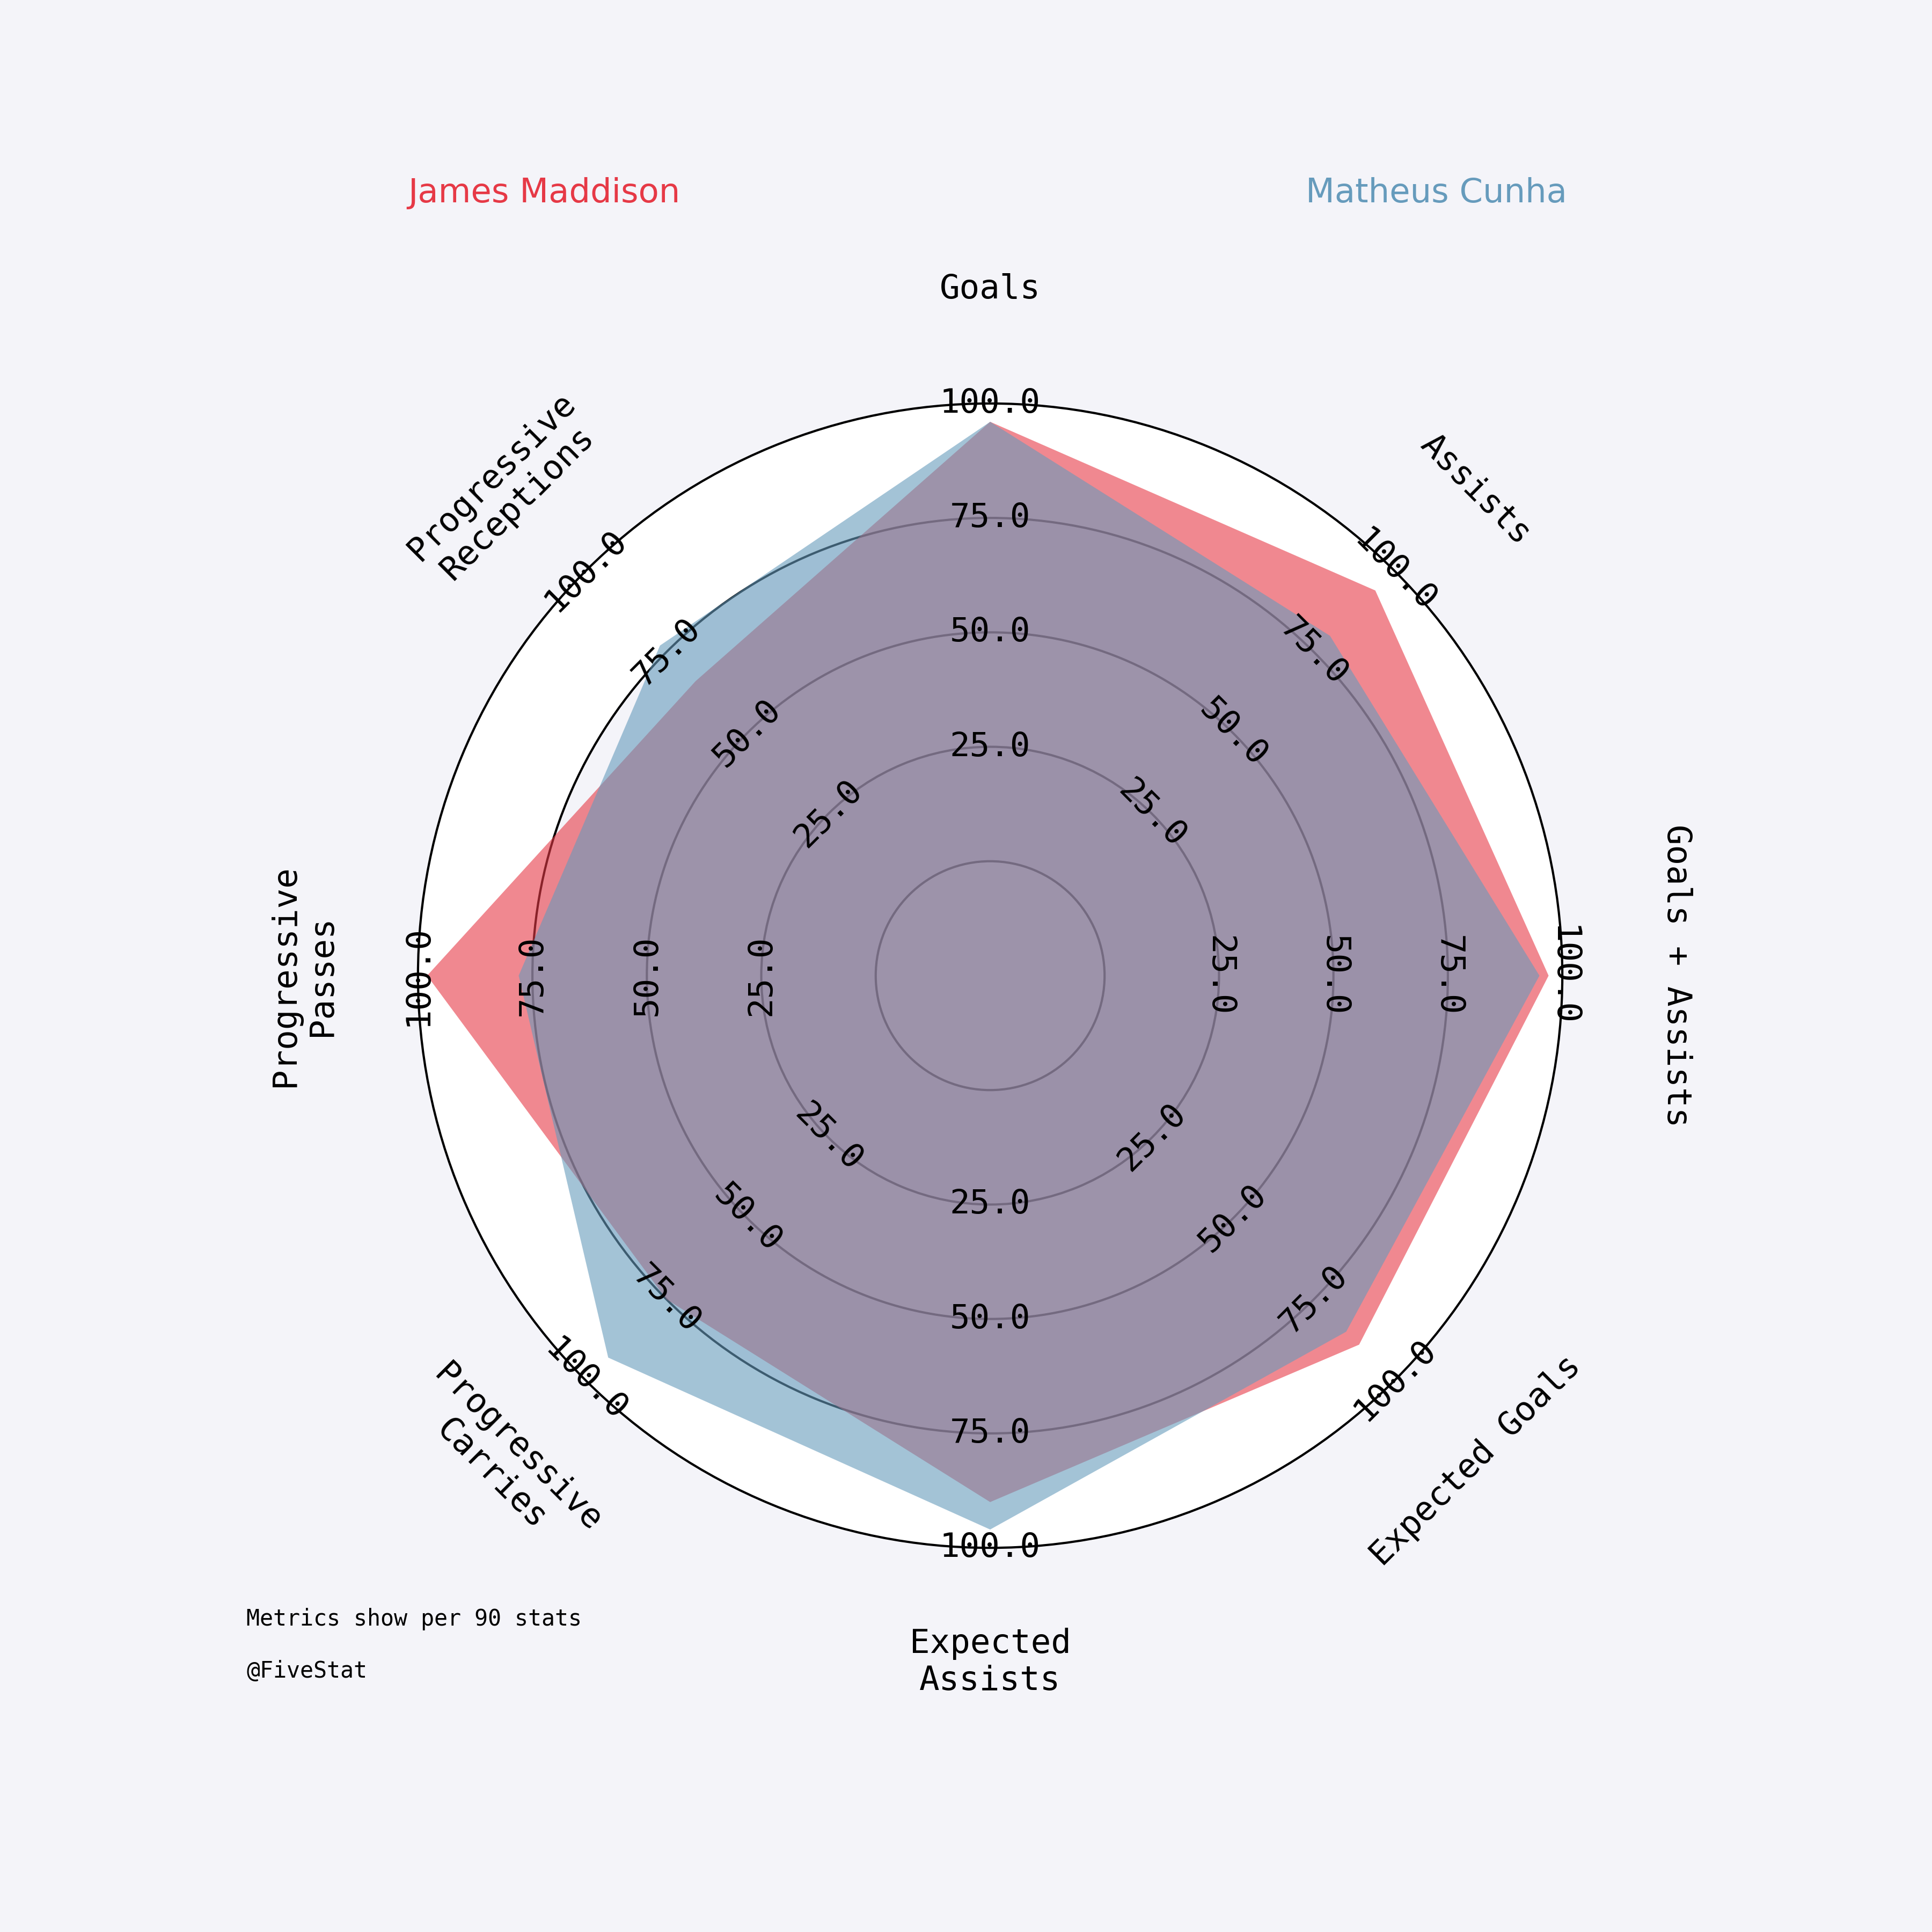 James Maddison
Matheus Cunha
Goals
Assists
Goals + Assists
Expected Goals
Expected
Assists
Progressive
Carries
Progressive
Passes
Progressive
Receptions
25.0
50.0
75.0
100.0
25.0
50.0
75.0
100.0
25.0
50.0
75.0
100.0
25.0
50.0
75.0
100.0
25.0
50.0
75.0
100.0
25.0
50.0
75.0
100.0
25.0
50.0
75.0
100.0
25.0
50.0
75.0
100.0
Metrics show per 90 stats
@FiveStat